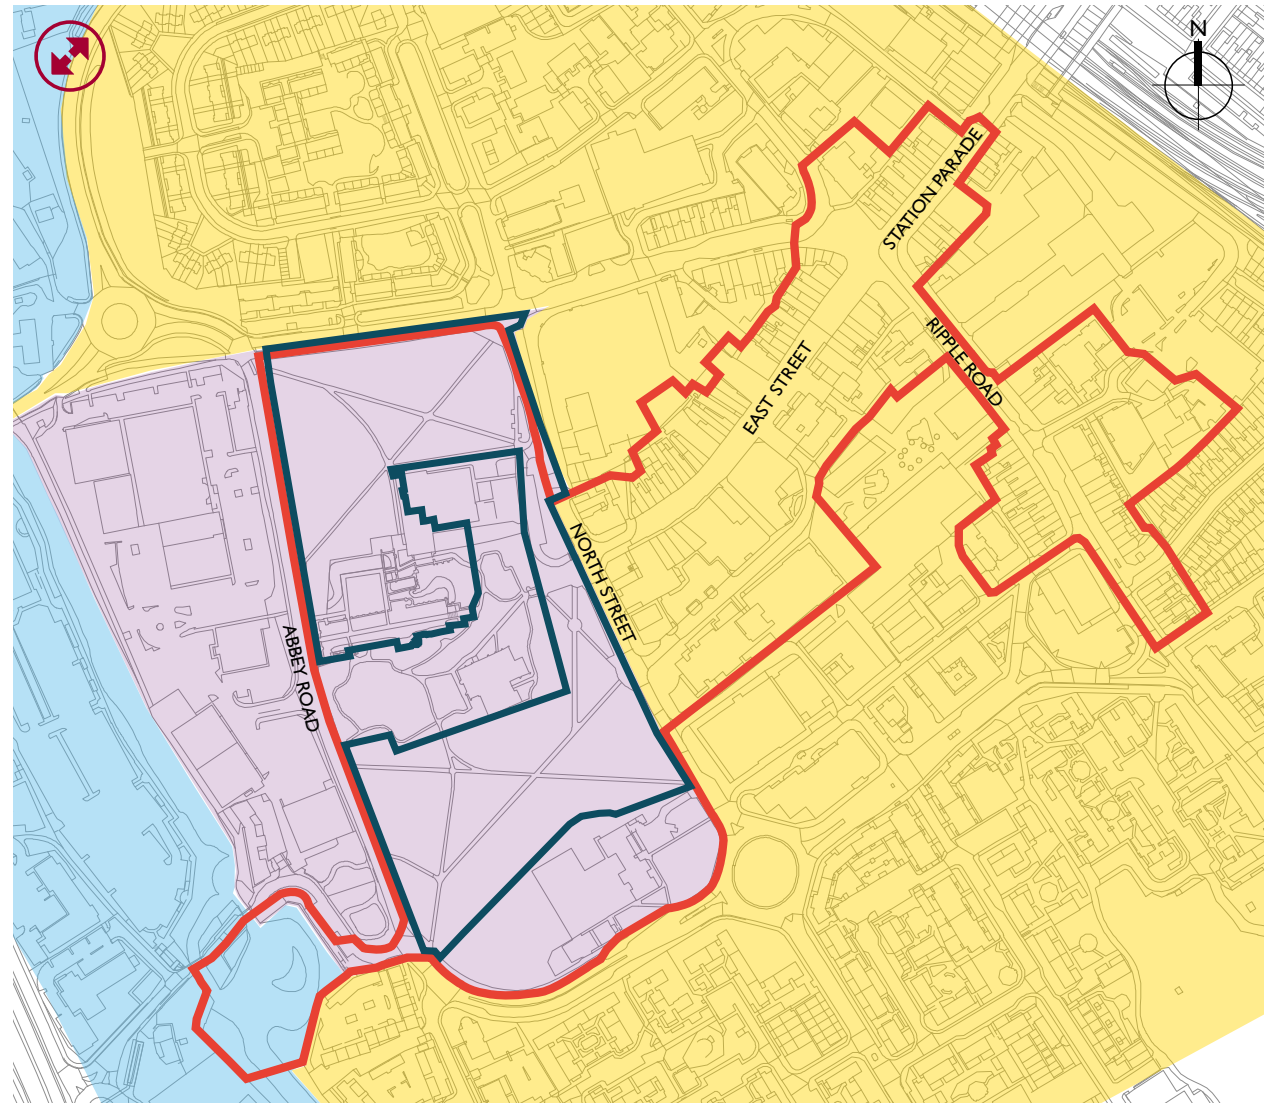 N
STATION PARADE
RIPPLE ROAD
EAST STREET
NORTH STREET
ABBEY ROAD